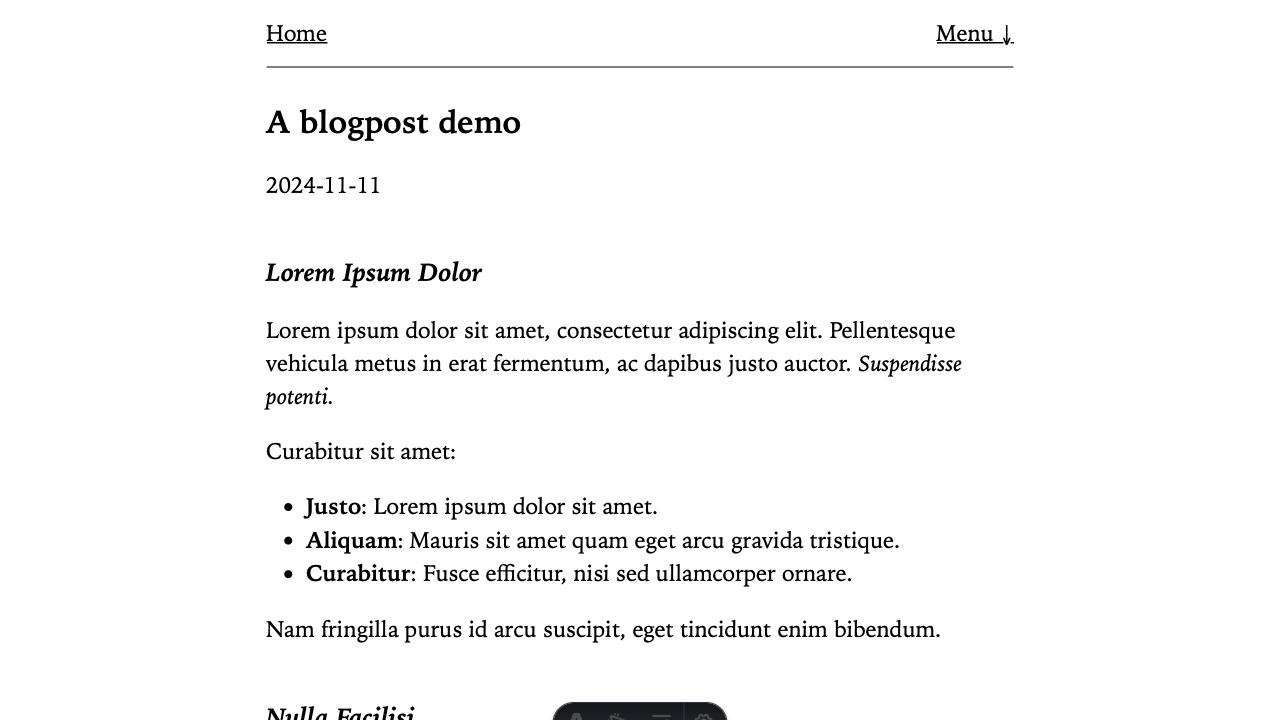 Home
Menu ↓
A blogpost demo
2024-11-11
Lorem Ipsum Dolor
Lorem ipsum dolor sit amet, consectetur adipiscing elit. Pellentesque
vehicula metus in erat fermentum, ac dapibus justo auctor. Suspendisse
potenti.
Curabitur sit amet:
• Justo: Lorem ipsum dolor sit amet.
• Aliquam: Mauris sit amet quam eget arcu gravida tristique.
• Curabitur: Fusce efficitur, nisi sed ullamcorper ornare.
Nam fringilla purus id arcu suscipit, eget tincidunt enim bibendum.
Nulla Facilisi